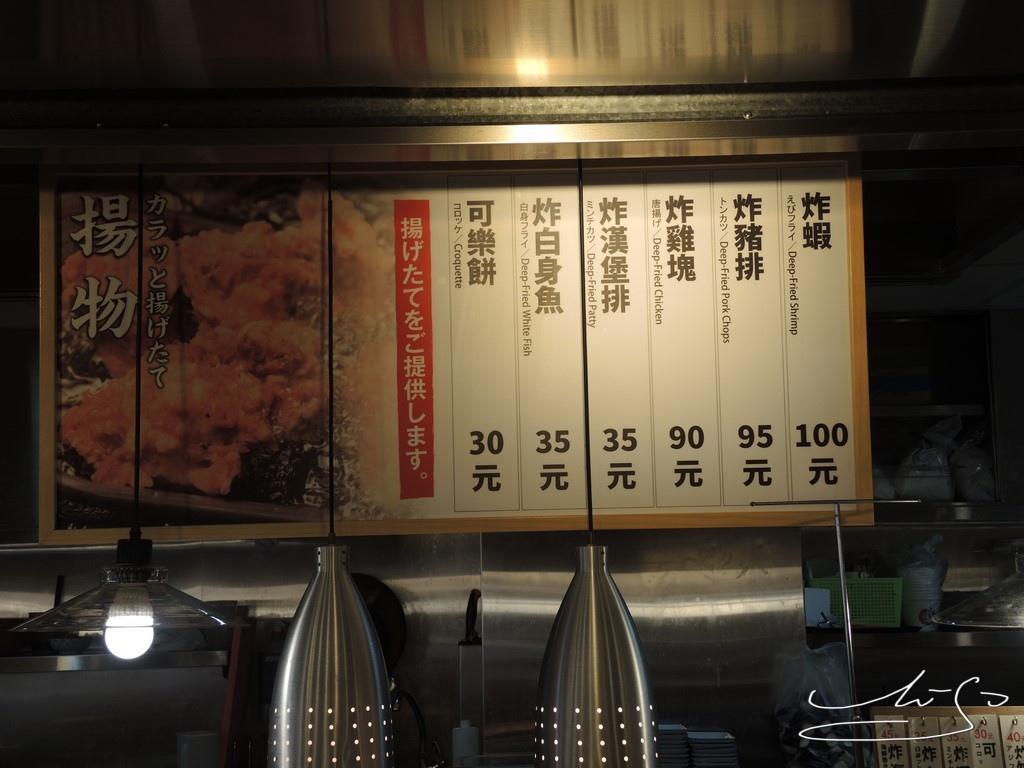 炸蝦
えびフライ／Deep-Fried Shrimp
100
元
炸豬排
トンカツ／Deep-Fried Pork Chops
95
元
炸雞塊
唐揚げ／Deep-Fried Chicken
90
元
炸漢堡排
ミンチカツ／Deep-Fried Patty
35
元
炸白身魚
白身フライ／Deep-Fried White Fish
35
元
可樂餅
コロッケ／Croquette
30
元
揚げたてをご提供します。
カラッと揚げたて
揚物